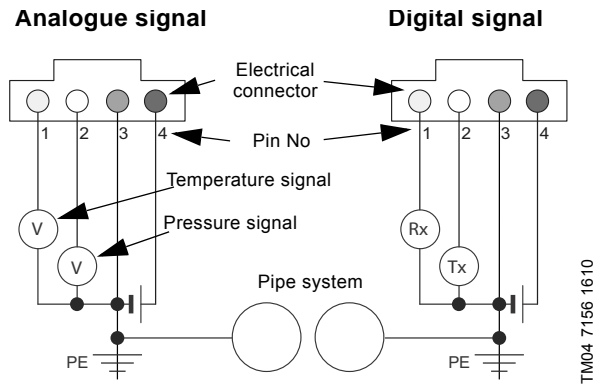 Analogue signal
Digital signal
Electrical
connector
1 2 3 4
Pin No
1 2 3 4
Temperature signal
V
Pressure signal
V
Rx
Tx
Pipe system
PE
PE
TM04 7156 1610